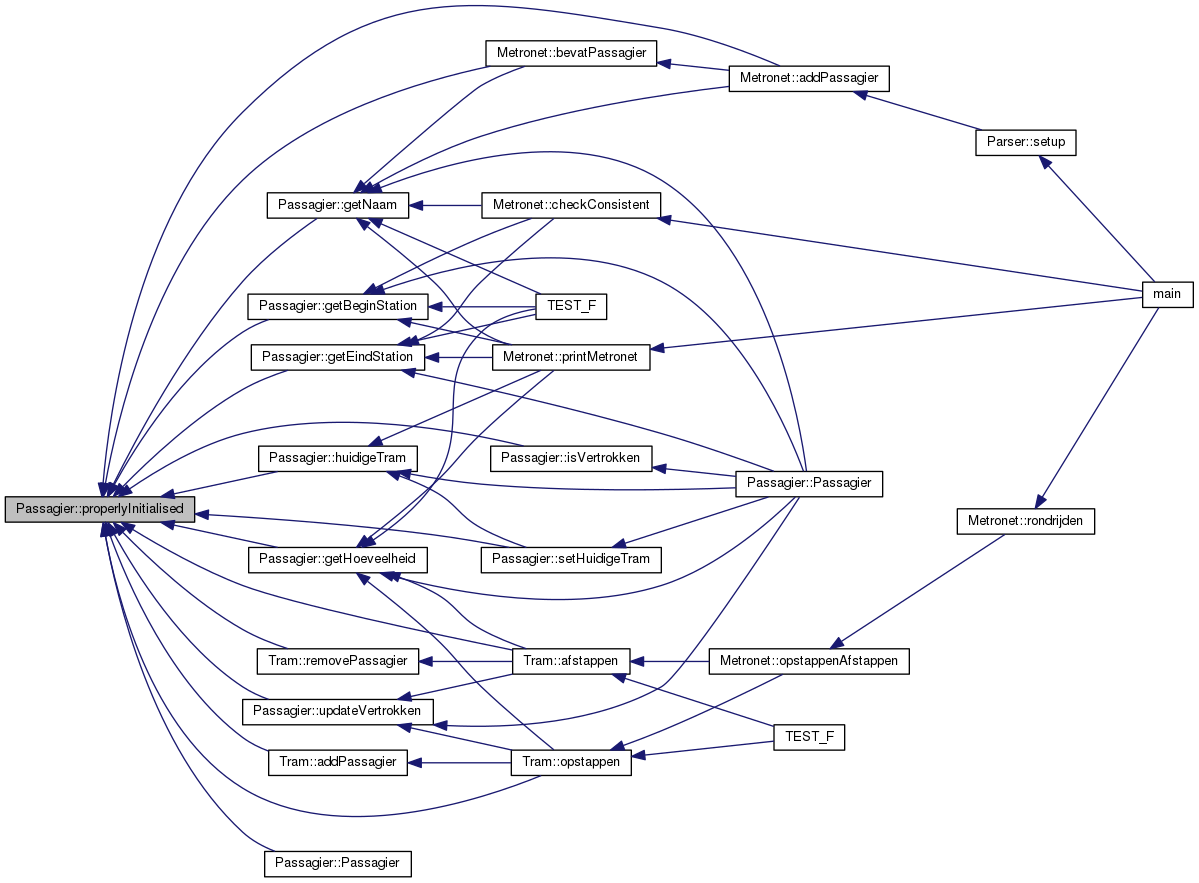 Metronet::bevatPassagier
Metronet::addPassagier
Parser::setup
Passagier::getNaam
Metronet::checkConsistent
main
Passagier::getBeginStation
TEST_F
Passagier::getEindStation
Metronet::printMetronet
Passagier::huidigeTram
Passagier::isVertrokken
Passagier::Passagier
Passagier::properlyInitialised
Metronet::rondrijden
Passagier::getHoeveelheid
Passagier::setHuidigeTram
Tram::removePassagier
Tram::afstappen
Metronet::opstappenAfstappen
Passagier::updateVertrokken
TEST_F
Tram::addPassagier
Tram::opstappen
Passagier::Passagier